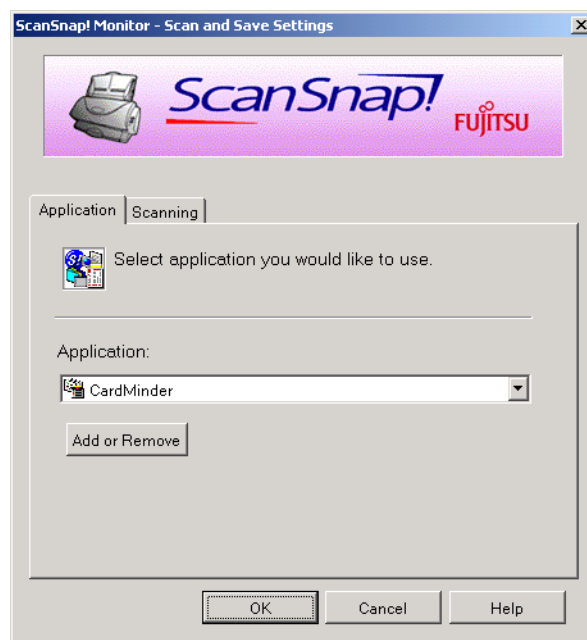 ScanSnap! Monitor - Scan and Save Settings
ScanSnap!
FUJITSU
Application
Scanning
Select application you would like to use.
Application:
CardMinder
Add or Remove
OK
Cancel
Help